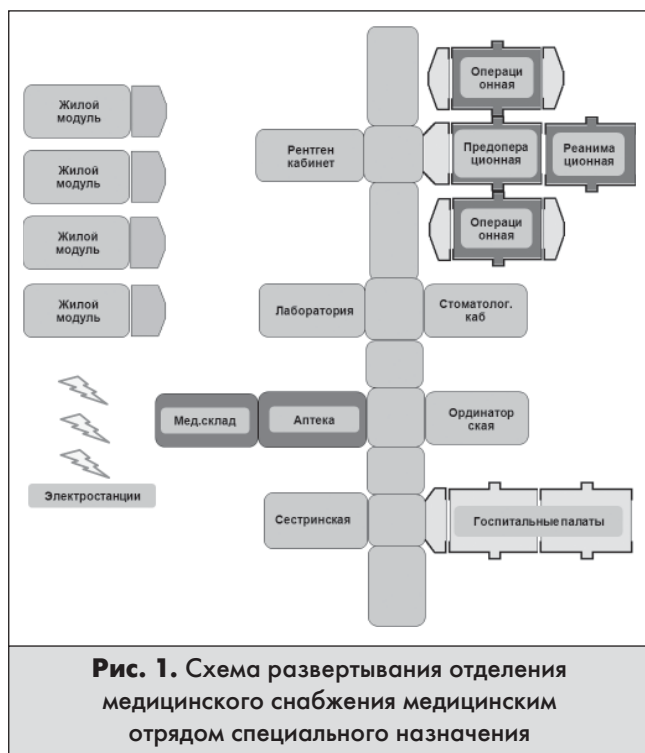 Операци
онная
Жилой
модуль
Рентген
кабинет
Предопера
ционная
Реанима
ционная
Жилой
модуль
Операци
онная
Жилой
модуль
Жилой
модуль
Лаборатория
Стоматолог.
каб
Мед.склад
Аптека
Ординатор
ская
Электростанции
Сестринская
Госпитальные палаты
Рис. 1. Схема развертывания отделения
медицинского снабжения медицинским
отрядом специального назначения